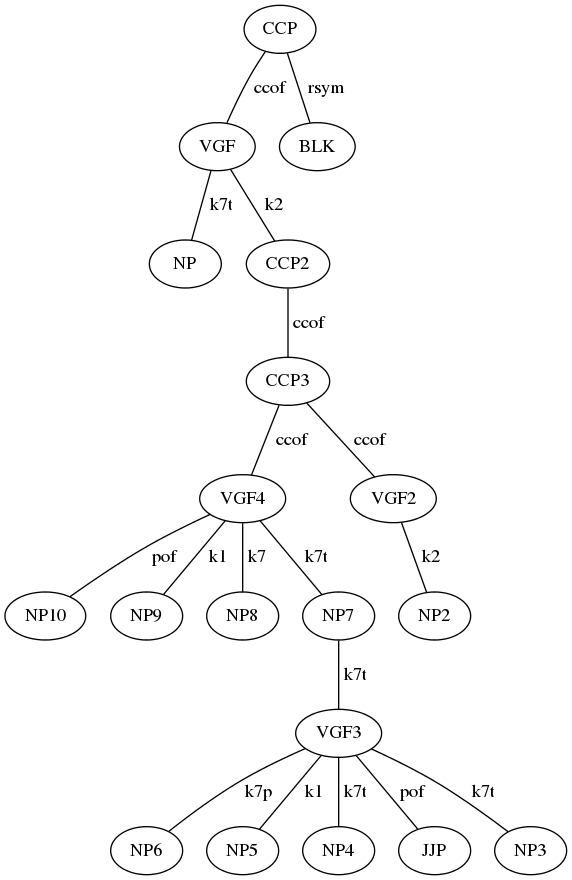 CCP
ccof rsym
VGF BLK
k7t k2
NP CCP2
ccof
CCP3
ccof ccof
VGF4 VGF2
pof k1 k7 k7t k2
NP10 NP9 NP8 NP7 NP2
k7t
VGF3
k7p k1 k7t pof k7t
NP6 NP5 NP4 JJP NP3